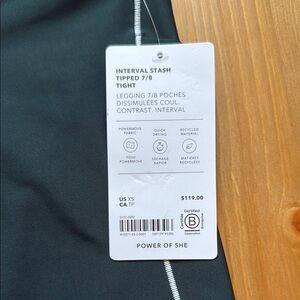 INTERVAL STASH
TIPPED 7/8
TIGHT
LEGGING 7/8 POCHES
DISSIMULÉES COUL.
CONTRAST. INTERVAL
POWERMOVE
FABRIC
QUICK
DRYING
RECYCLED
MATERIAL
TISSU
POWERMOVE
SÉCHAGE
RAPIDE
MATIÈRES
RECYCLÉES
US XS
CA TP
$119.00
Certified
B
Corporation
POWER OF SHE